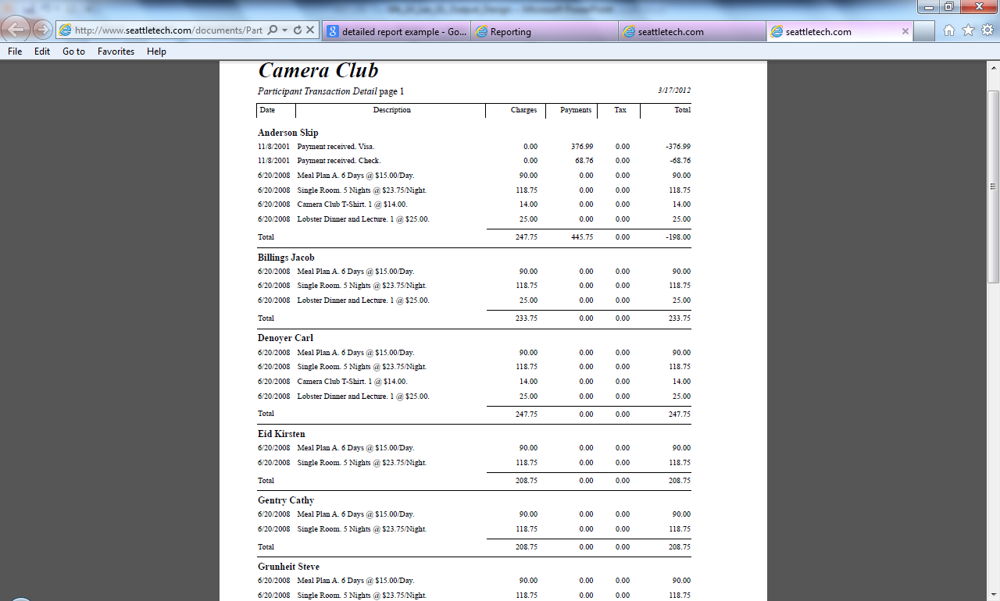 http://www.seattletech.com/documents/Part
detailed report example - Go...
Reporting
seattletech.com
seattletech.com
File Edit Go to Favorites Help
Camera Club
Participant Transaction Detail page 1 3/17/2012
Date Description Charges Payments Tax Total
Anderson Skip
11/8/2001 Payment received. Visa. 0.00 376.99 0.00 -376.99
11/8/2001 Payment received. Check. 0.00 68.76 0.00 -68.76
6/20/2008 Meal Plan A. 6 Days @ $15.00/Day. 90.00 0.00 0.00 90.00
6/20/2008 Single Room. 5 Nights @ $23.75/Night. 118.75 0.00 0.00 118.75
6/20/2008 Camera Club T-Shirt. 1 @ $14.00. 14.00 0.00 0.00 14.00
6/20/2008 Lobster Dinner and Lecture. 1 @ $25.00. 25.00 0.00 0.00 25.00
Total 247.75 445.75 0.00 -198.00
Billings Jacob
6/20/2008 Meal Plan A. 6 Days @ $15.00/Day. 90.00 0.00 0.00 90.00
6/20/2008 Single Room. 5 Nights @ $23.75/Night. 118.75 0.00 0.00 118.75
6/20/2008 Lobster Dinner and Lecture. 1 @ $25.00. 25.00 0.00 0.00 25.00
Total 233.75 0.00 0.00 233.75
Denoyer Carl
6/20/2008 Meal Plan A. 6 Days @ $15.00/Day. 90.00 0.00 0.00 90.00
6/20/2008 Single Room. 5 Nights @ $23.75/Night. 118.75 0.00 0.00 118.75
6/20/2008 Camera Club T-Shirt. 1 @ $14.00. 14.00 0.00 0.00 14.00
6/20/2008 Lobster Dinner and Lecture. 1 @ $25.00. 25.00 0.00 0.00 25.00
Total 247.75 0.00 0.00 247.75
Eid Kirsten
6/20/2008 Meal Plan A. 6 Days @ $15.00/Day. 90.00 0.00 0.00 90.00
6/20/2008 Single Room. 5 Nights @ $23.75/Night. 118.75 0.00 0.00 118.75
Total 208.75 0.00 0.00 208.75
Gentry Cathy
6/20/2008 Meal Plan A. 6 Days @ $15.00/Day. 90.00 0.00 0.00 90.00
6/20/2008 Single Room. 5 Nights @ $23.75/Night. 118.75 0.00 0.00 118.75
Total 208.75 0.00 0.00 208.75
Grunheit Steve
6/20/2008 Meal Plan A. 6 Days @ $15.00/Day. 90.00 0.00 0.00 90.00
6/20/2008 Single Room. 5 Nights @ $23.75/Night. 118.75 0.00 0.00 118.75